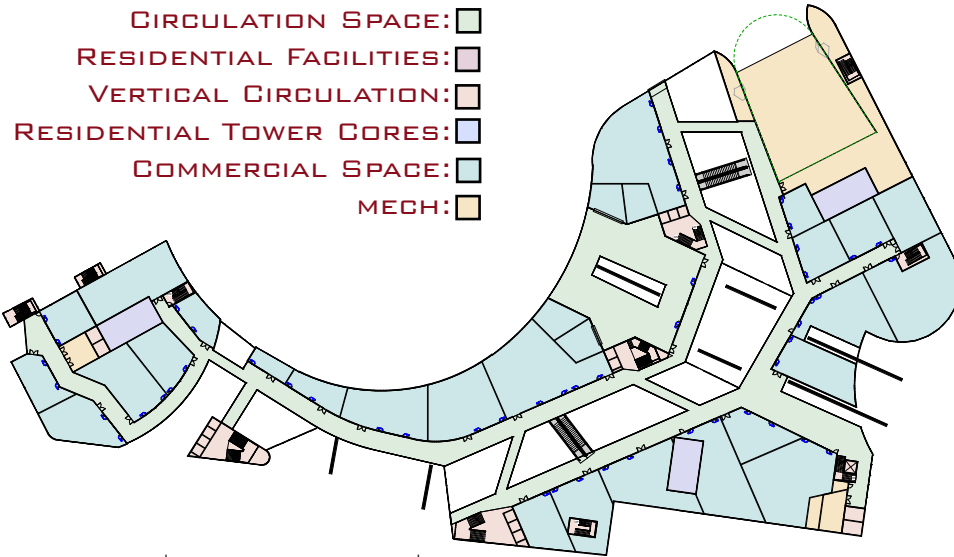 CIRCULATION SPACE:
RESIDENTIAL FACILITIES:
VERTICAL CIRCULATION:
RESIDENTIAL TOWER CORES:
COMMERCIAL SPACE:
MECH: